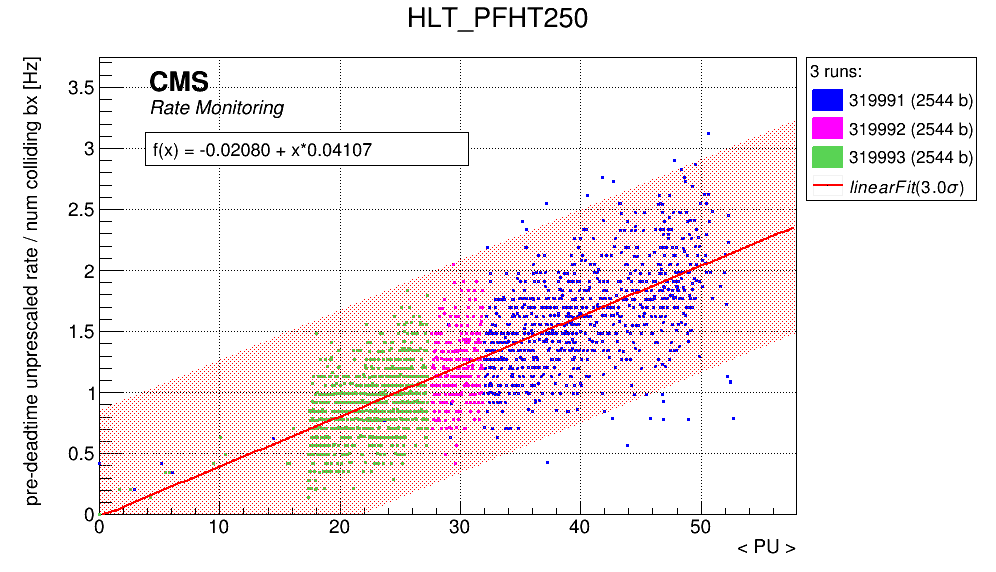 HLT_PFHT250
pre-deadtime unprescaled rate / num colliding bx [Hz]
CMS
Rate Monitoring
f(x) = -0.02080 + x*0.04107
3.5
3
2.5
2
1.5
1
0.5
0
0 10 20 30 40 50
< PU >
3 runs:
319991 (2544 b)
319992 (2544 b)
319993 (2544 b)
linearFit(3.0σ)